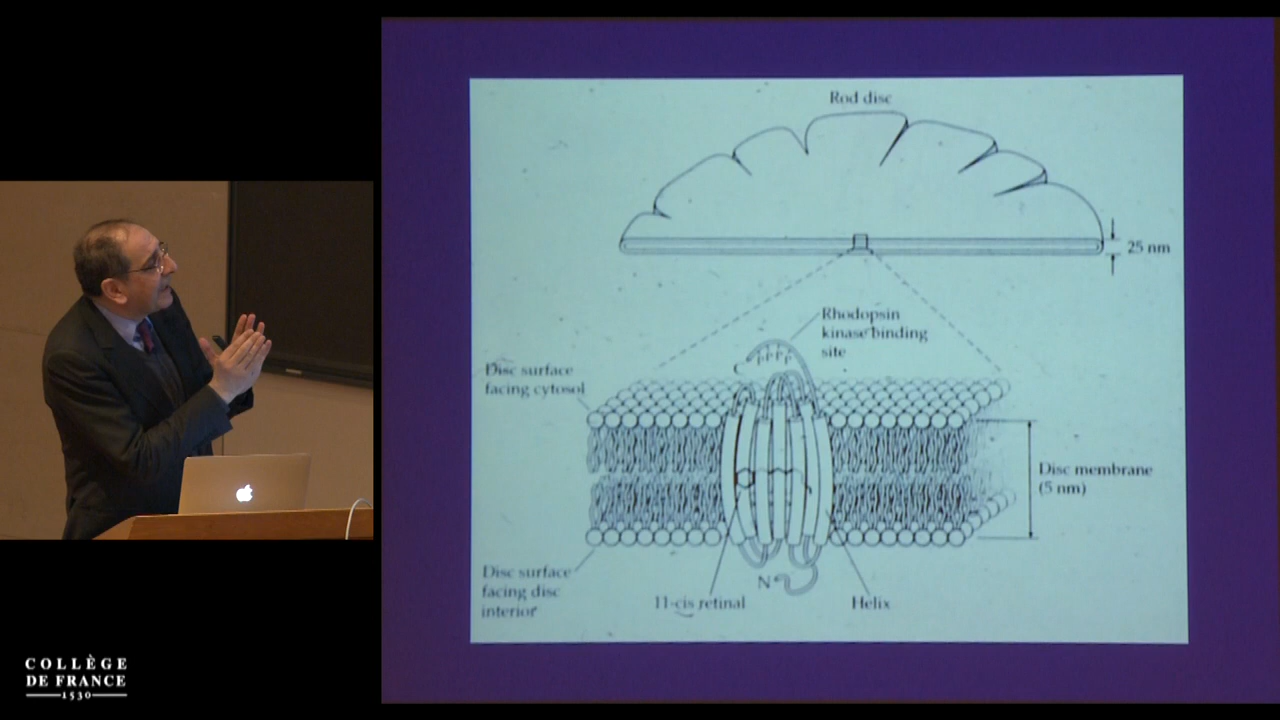 Rod disc
25 nm
Rhodopsin
kinase binding
site
C
P P P P
Disc surface
facing cytosol
Disc membrane
(5 nm)
Disc surface
facing disc
interior
N
11-cis retinal
Helix
COLLÈGE
DE FRANCE
1530